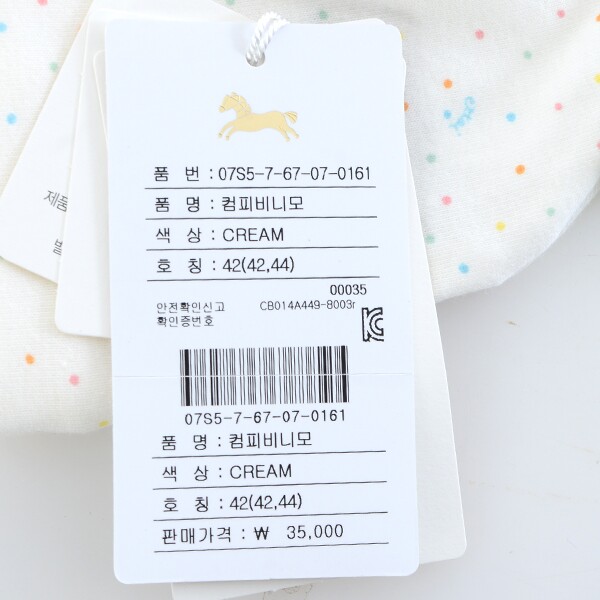 품 번 : 07S5-7-67-07-0161
품 명 : 컴피비니모
색 상 : CREAM
호 칭 : 42(42,44)
00035
안전확인신고 CB014A449-8003r
확인증번호
07S5-7-67-07-0161
품 명 : 컴피비니모
색 상 : CREAM
호 칭 : 42(42,44)
판매가격 : ₩ 35,000
제품